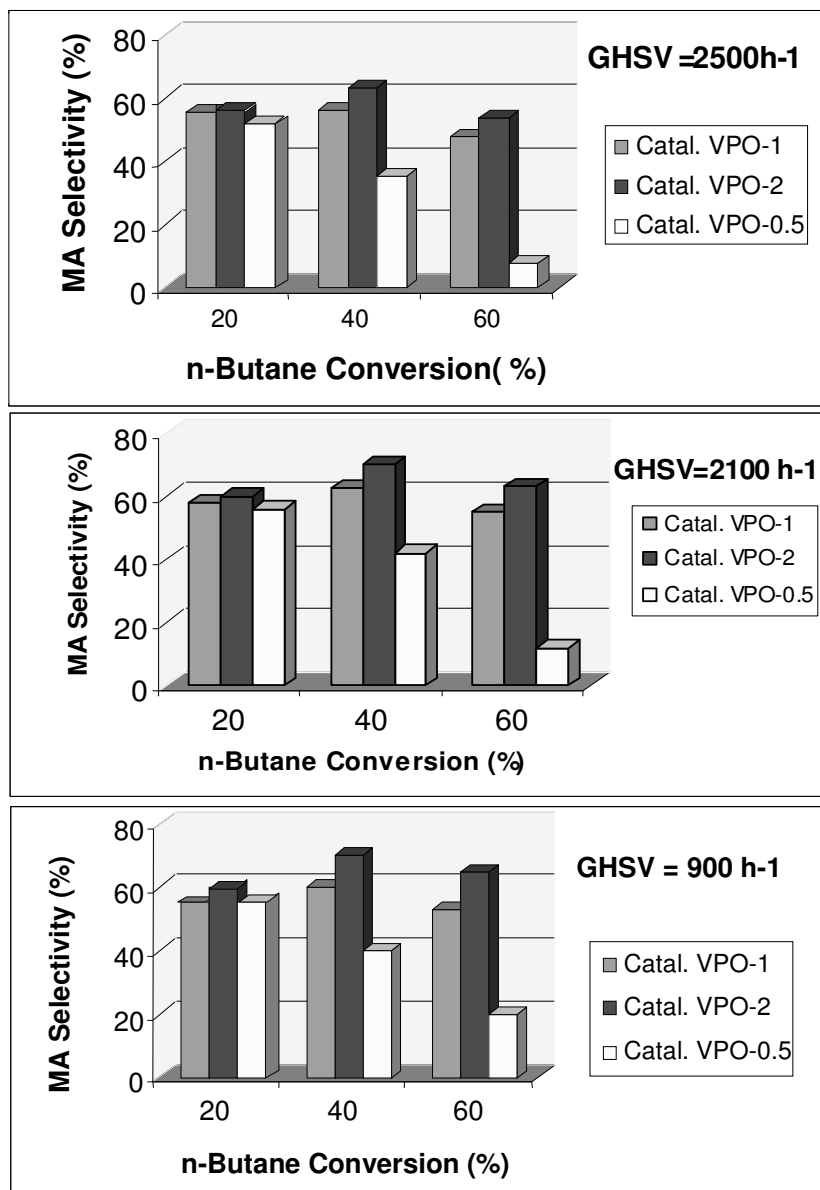 80
60
40
20
0
MA Selectivity (%)
20 40 60
n-Butane Conversion( %)
GHSV =2500h-1
Catal. VPO-1
Catal. VPO-2
Catal. VPO-0.5
80
60
40
20
0
MA Selectivity (%)
20 40 60
n-Butane Conversion (%)
GHSV=2100 h-1
Catal. VPO-1
Catal. VPO-2
Catal. VPO-0.5
80
60
40
20
0
MA Selectivity (%)
20 40 60
n-Butane Conversion (%)
GHSV = 900 h-1
Catal. VPO-1
Catal. VPO-2
Catal. VPO-0.5